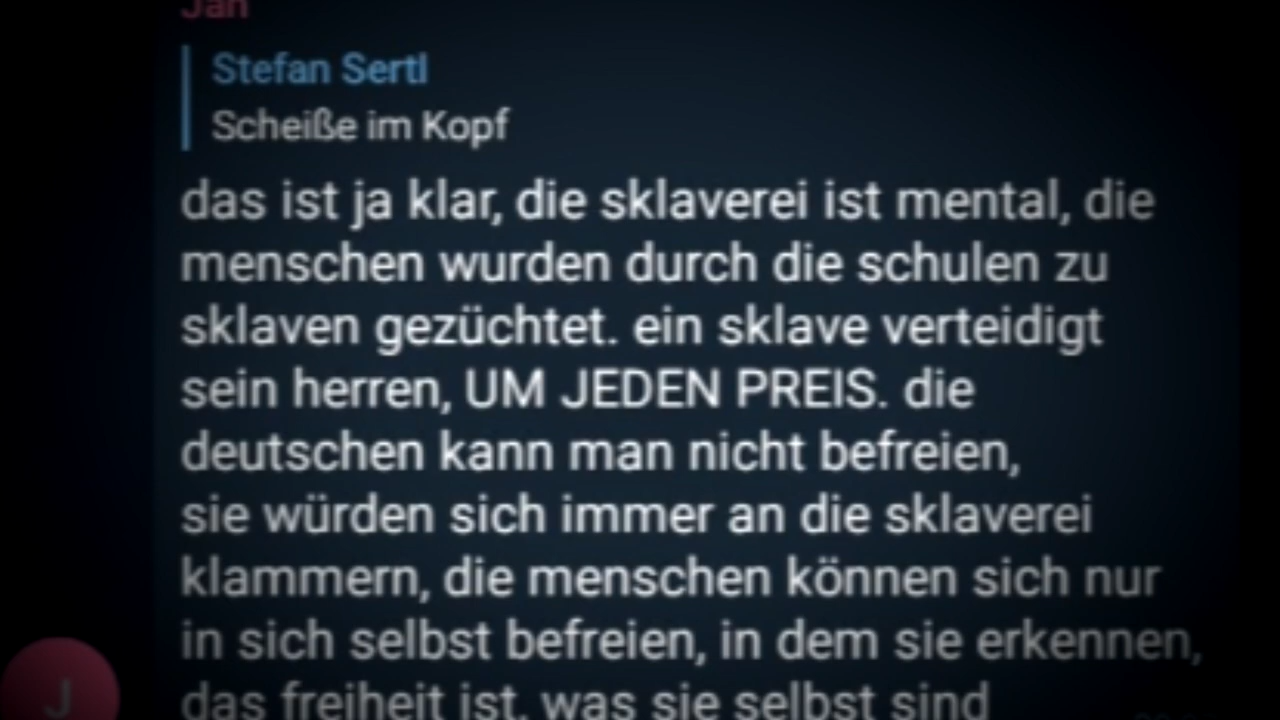 Jan
Stefan Sertl
Scheiße im Kopf
das ist ja klar, die sklaverei ist mental, die
menschen wurden durch die schulen zu
sklaven gezüchtet. ein sklave verteidigt
sein herren, UM JEDEN PREIS. die
deutschen kann man nicht befreien,
sie würden sich immer an die sklaverei
klammern, die menschen können sich nur
in sich selbst befreien, in dem sie erkennen,
das freiheit ist, was sie selbst sind
J